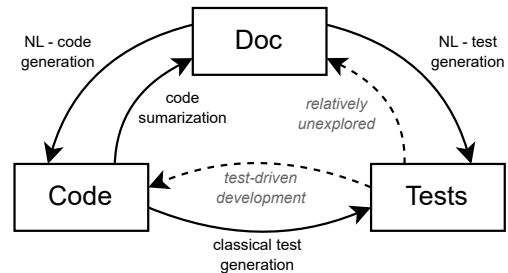 Doc
NL - code
generation
NL - test
generation
code
sumarization
relatively
unexplored
Code
test-driven
development
Tests
classical test
generation